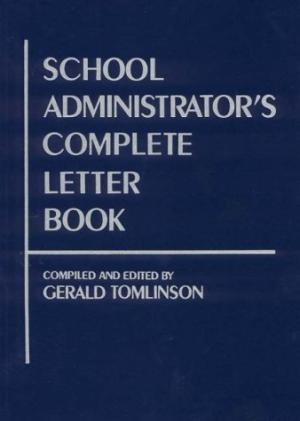 SCHOOL
ADMINISTRATOR'S
COMPLETE
LETTER
BOOK
COMPILED AND EDITED BY
GERALD TOMLINSON